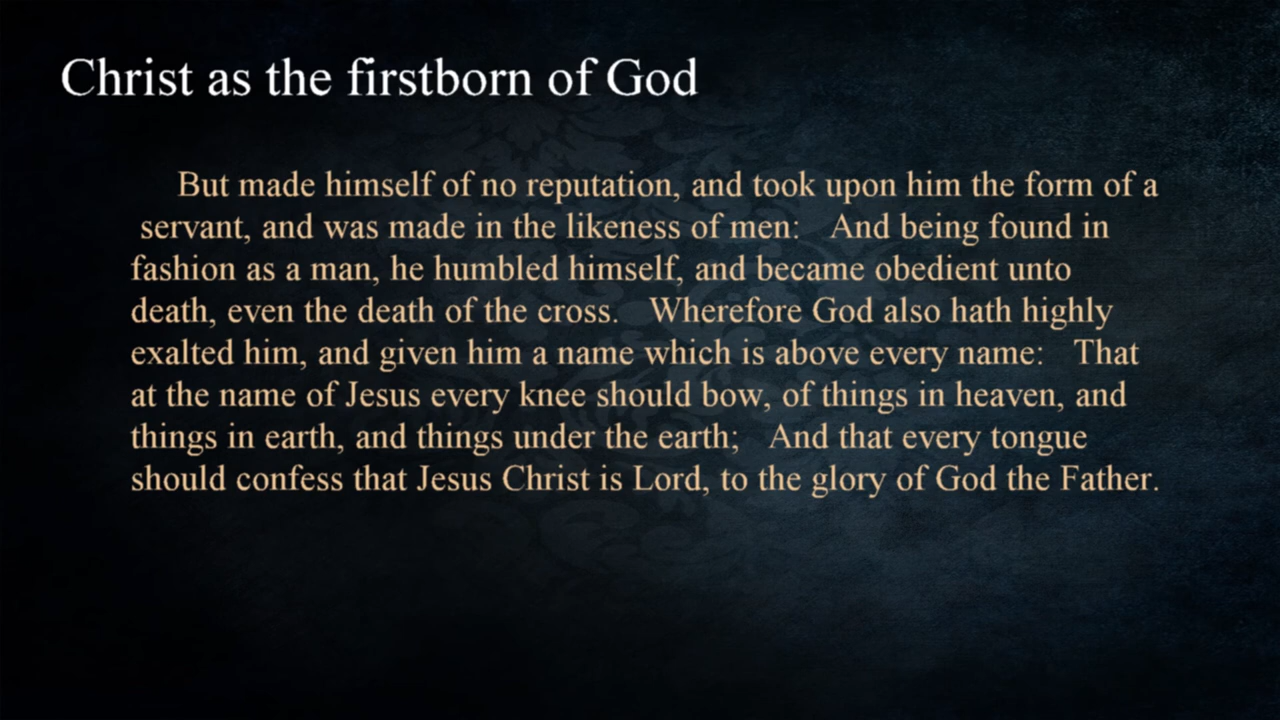 Christ as the firstborn of God
But made himself of no reputation, and took upon him the form of a
servant, and was made in the likeness of men: And being found in
fashion as a man, he humbled himself, and became obedient unto
death, even the death of the cross. Wherefore God also hath highly
exalted him, and given him a name which is above every name: That
at the name of Jesus every knee should bow, of things in heaven, and
things in earth, and things under the earth; And that every tongue
should confess that Jesus Christ is Lord, to the glory of God the Father.